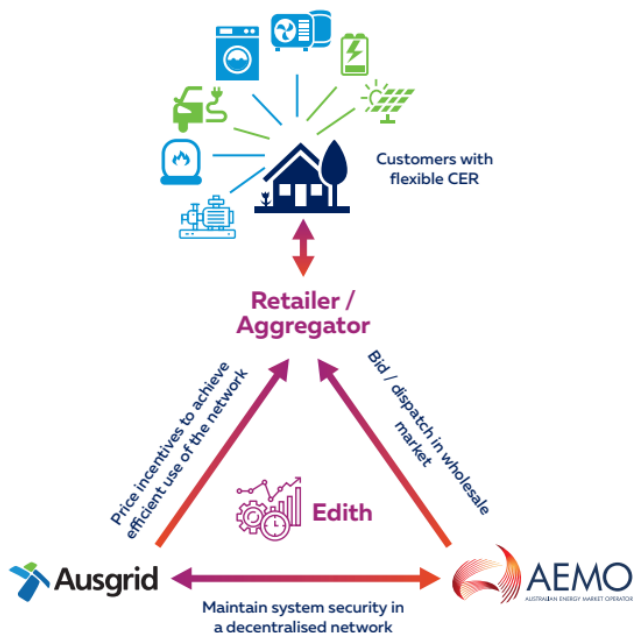 Customers with
flexible CER
Retailer /
Aggregator
Price incentives to achieve
efficient use of the network
Bid / dispatch in wholesale
market
Edith
Ausgrid
AEMO
AUSTRALIAN ENERGY MARKET OPERATOR
Maintain system security in
a decentralised network